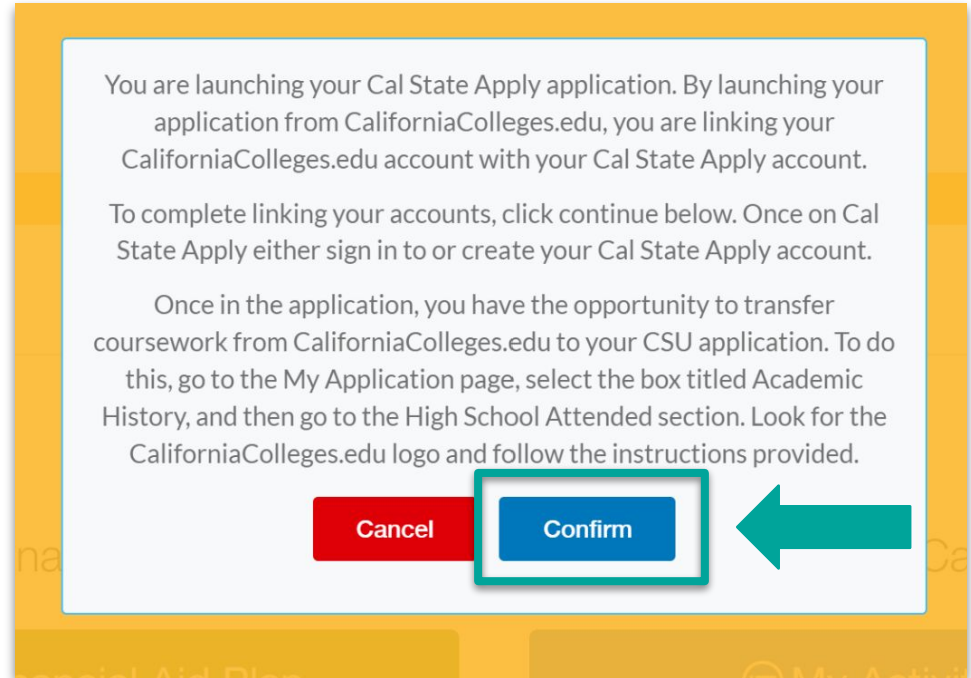 You are launching your Cal State Apply application. By launching your
application from CaliforniaColleges.edu, you are linking your
CaliforniaColleges.edu account with your Cal State Apply account.
To complete linking your accounts, click continue below. Once on Cal
State Apply either sign in to or create your Cal State Apply account.
Once in the application, you have the opportunity to transfer
coursework from CaliforniaColleges.edu to your CSU application. To do
this, go to the My Application page, select the box titled Academic
History, and then go to the High School Attended section. Look for the
CaliforniaColleges.edu logo and follow the instructions provided.
Cancel Confirm
Aid Plan My